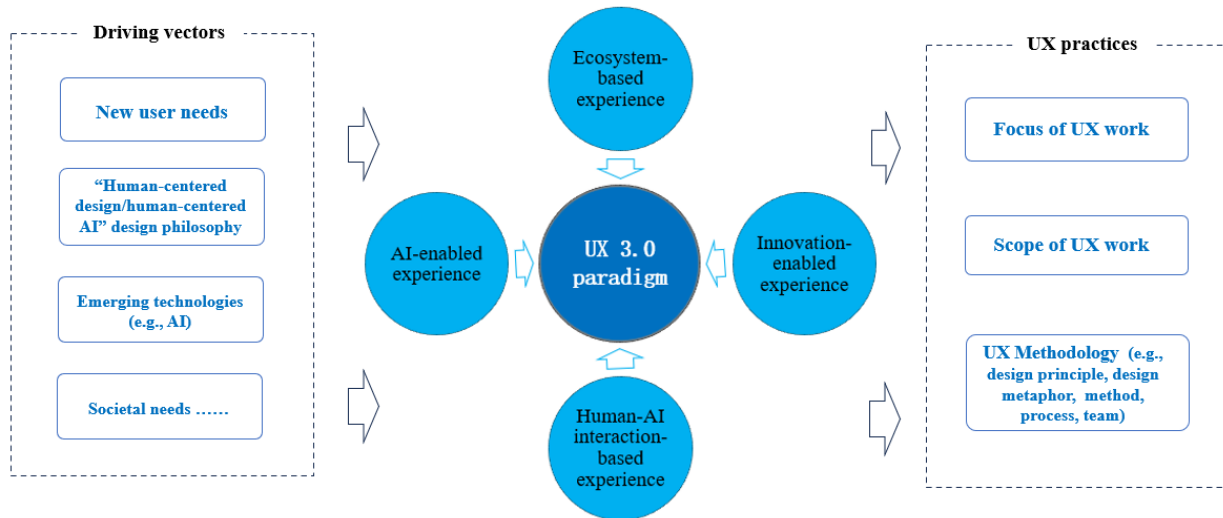 Driving vectors
New user needs
“Human-centered
design/human-centered
AI” design philosophy
Emerging technologies
(e.g., AI)
Societal needs ……
Ecosystem-
based
experience
AI-enabled
experience
UX 3.0
paradigm
Innovation-
enabled
experience
Human-AI
interaction-
based
experience
UX practices
Focus of UX work
Scope of UX work
UX Methodology (e.g.,
design principle, design
metaphor, method,
process, team)